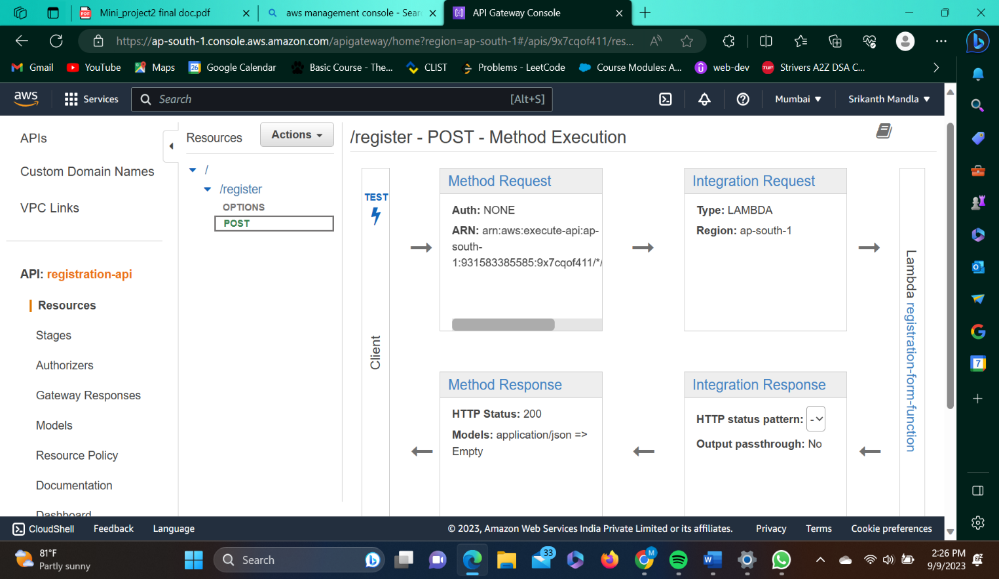 Mini_project2 final doc.pdf
aws management console - Sear
API Gateway Console
https://ap-south-1.console.aws.amazon.com/apigateway/home?region=ap-south-1#/apis/9x7cqof411/res...
Gmail
YouTube
Maps
26 Google Calendar
Basic Course - The...
CLIST
Problems - LeetCode
Course Modules: A...
web-dev
TUF Strivers A2Z DSA C...
aws
Services
Search
[Alt+S]
Mumbai
Srikanth Mandla
APIs
Custom Domain Names
VPC Links
API: registration-api
Resources
Stages
Authorizers
Gateway Responses
Models
Resource Policy
Documentation
Dashboard
Resources
Actions
/
/register
OPTIONS
POST
/register - POST - Method Execution
TEST
Client
Method Request
Auth: NONE
ARN: arn:aws:execute-api:ap-
south-
1:931583385585:9x7cqof411/*/
Integration Request
Type: LAMBDA
Region: ap-south-1
Lambda registration-form-function
Method Response
HTTP Status: 200
Models: application/json =>
Empty
Integration Response
HTTP status pattern: -
Output passthrough: No
CloudShell
Feedback
Language
© 2023, Amazon Web Services India Private Limited or its affiliates.
Privacy
Terms
Cookie preferences
81°F
Partly sunny
Search
33
M
2:26 PM
9/9/2023
7